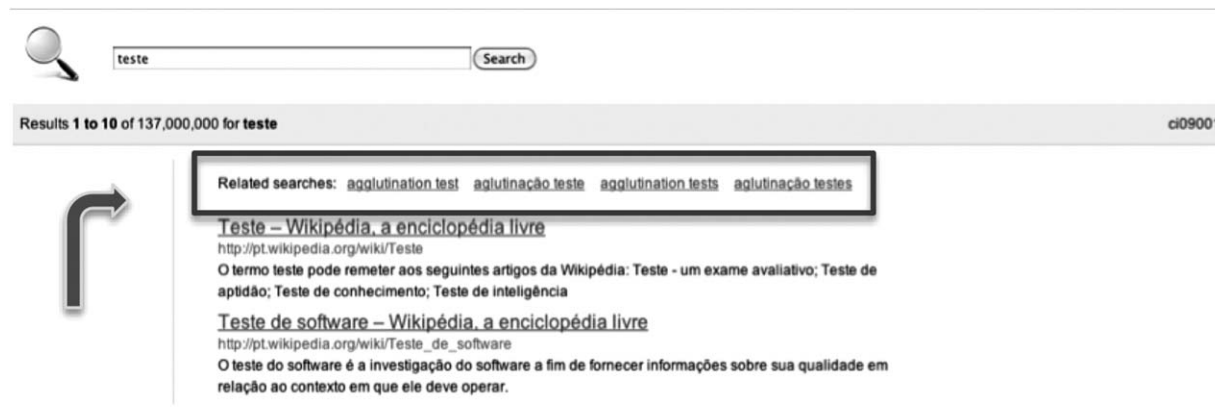 teste
Search
Results 1 to 10 of 137,000,000 for teste
ci09001
Related searches: agglutination test aglutinação teste agglutination tests aglutinação testes
Teste – Wikipédia, a enciclopédia livre
http://pt.wikipedia.org/wiki/Teste
O termo teste pode remeter aos seguintes artigos da Wikipédia: Teste - um exame avaliativo; Teste de
aptidão; Teste de conhecimento; Teste de inteligência
Teste de software – Wikipédia, a enciclopédia livre
http://pt.wikipedia.org/wiki/Teste_de_software
O teste do software é a investigação do software a fim de fornecer informações sobre sua qualidade em
relação ao contexto em que ele deve operar.